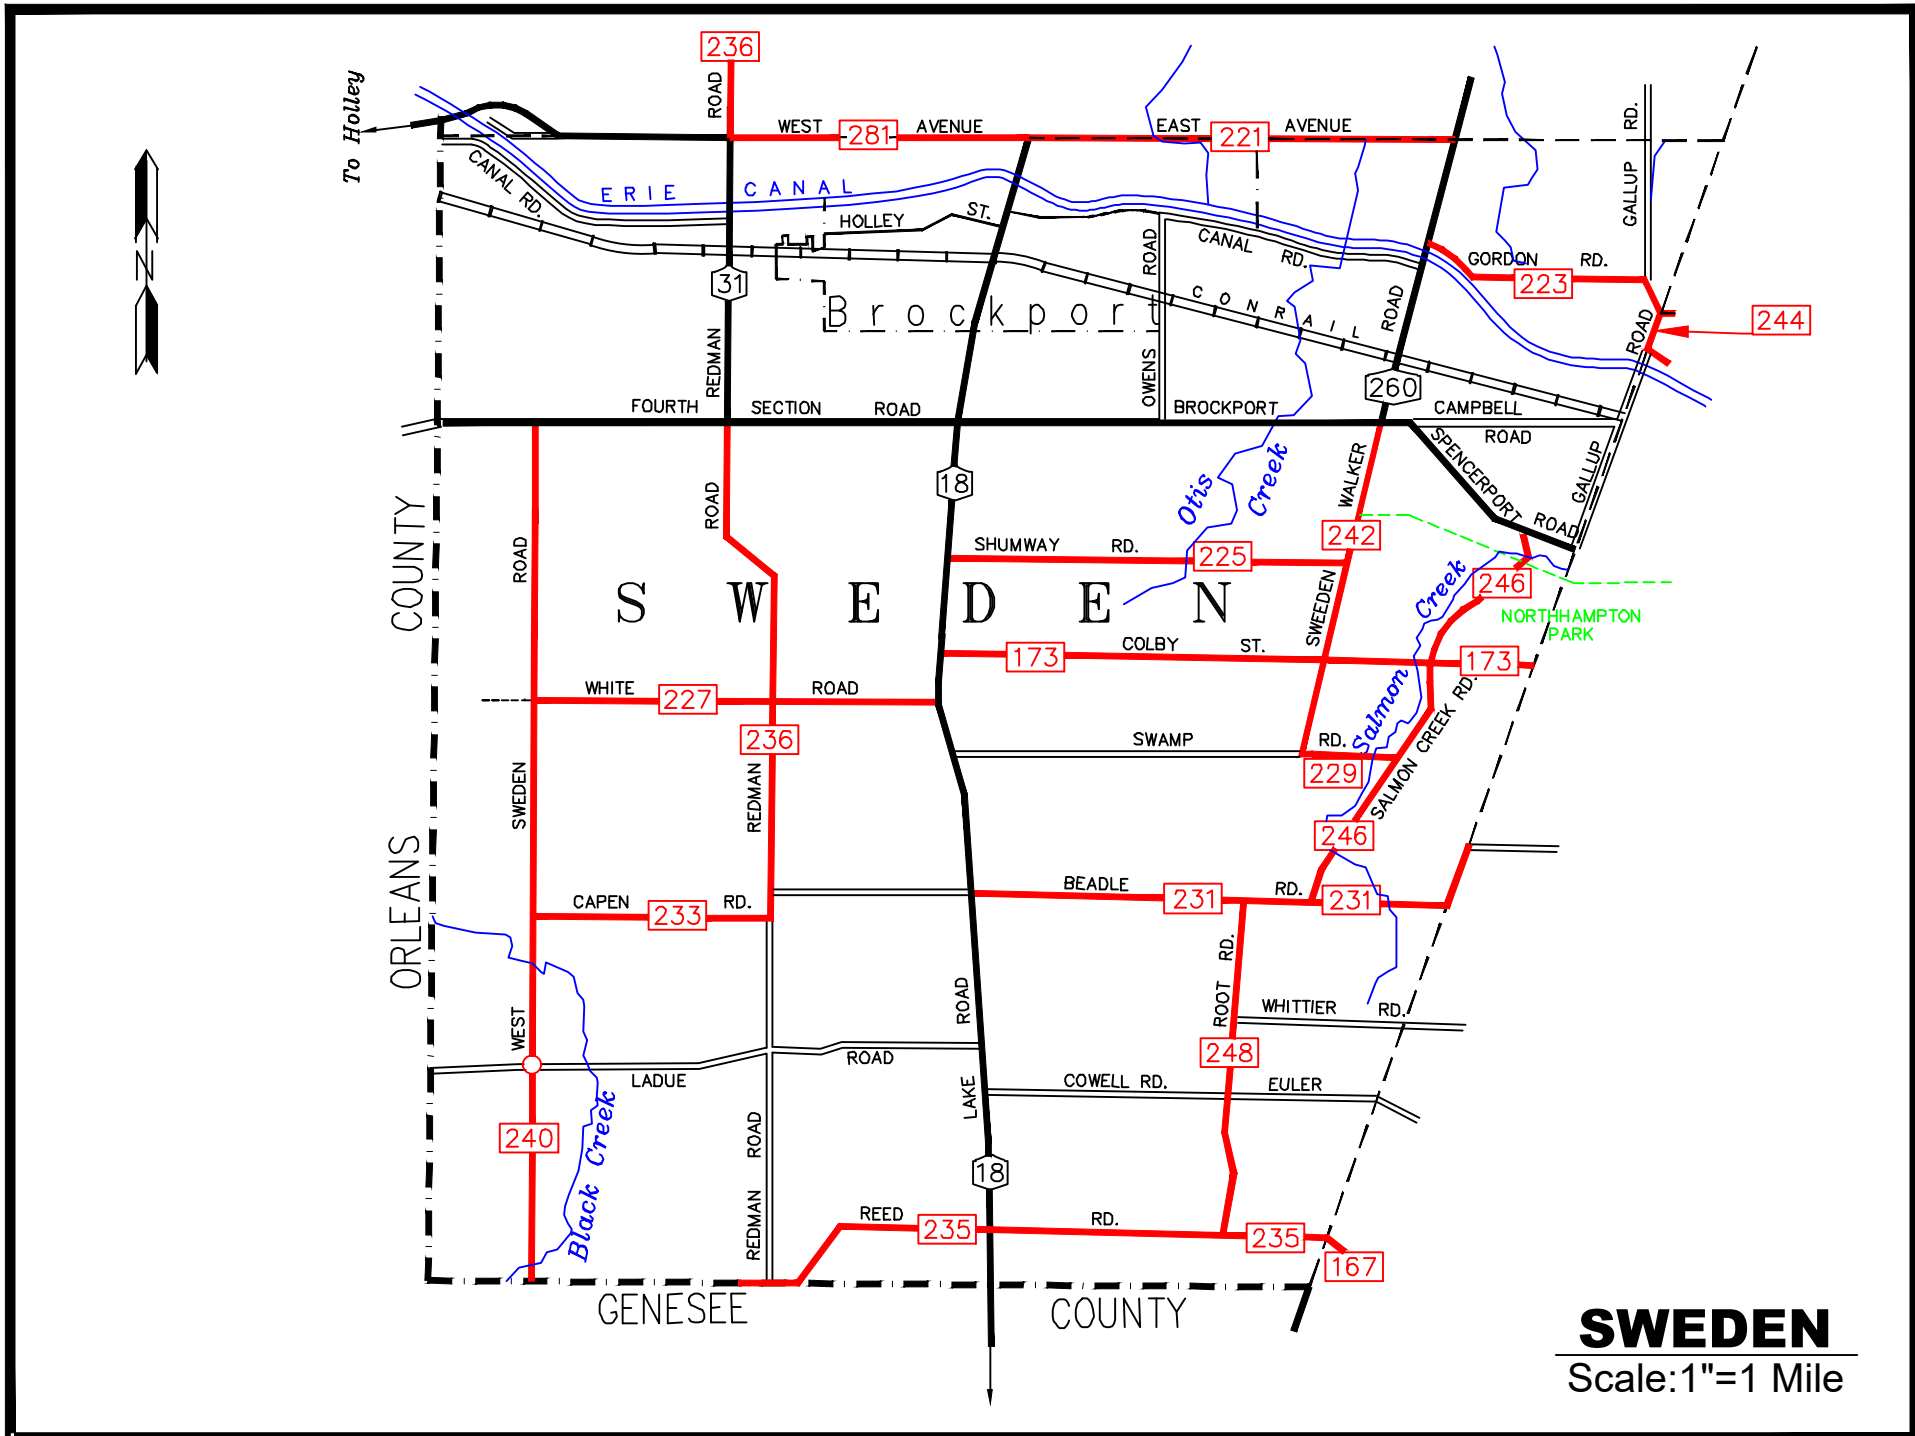 236
To Holley
ROAD
WEST
281
AVENUE
EAST
221
AVENUE
GALLUP
RD.
CANAL
RD.
ERIE CANAL
HOLLEY
ST.
N
31
Brockport
CANAL
RD.
OWENS
ROAD
CONRAIL
ROAD
GORDON
RD.
223
244
ROAD
REDMAN
260
FOURTH
SECTION
ROAD
BROCKPORT
CAMPBELL
ROAD
SPENCERPORT
ROAD
GALLUP
ROAD
18
Otis
Creek
WALKER
242
SHUMWAY
RD.
225
COUNTY
ROAD
SWEDEN
SWEEDEN
Creek
246
NORTHHAMPTON
PARK
173
COLBY
ST.
173
WHITE
227
ROAD
236
Salmon
SWAMP
RD.
229
SALMON CREEK RD.
SWEDEN
REDMAN
246
ORLEANS
BEADLE
231
RD.
231
CAPEN
233
RD.
ROAD
ROOT
RD.
WHITTIER
RD.
WEST
ROAD
LADUE
248
LAKE
COWELL RD.
EULER
240
Black Creek
ROAD
REDMAN
18
REED
235
RD.
235
167
GENESEE
COUNTY
SWEDEN
Scale:1"=1 Mile